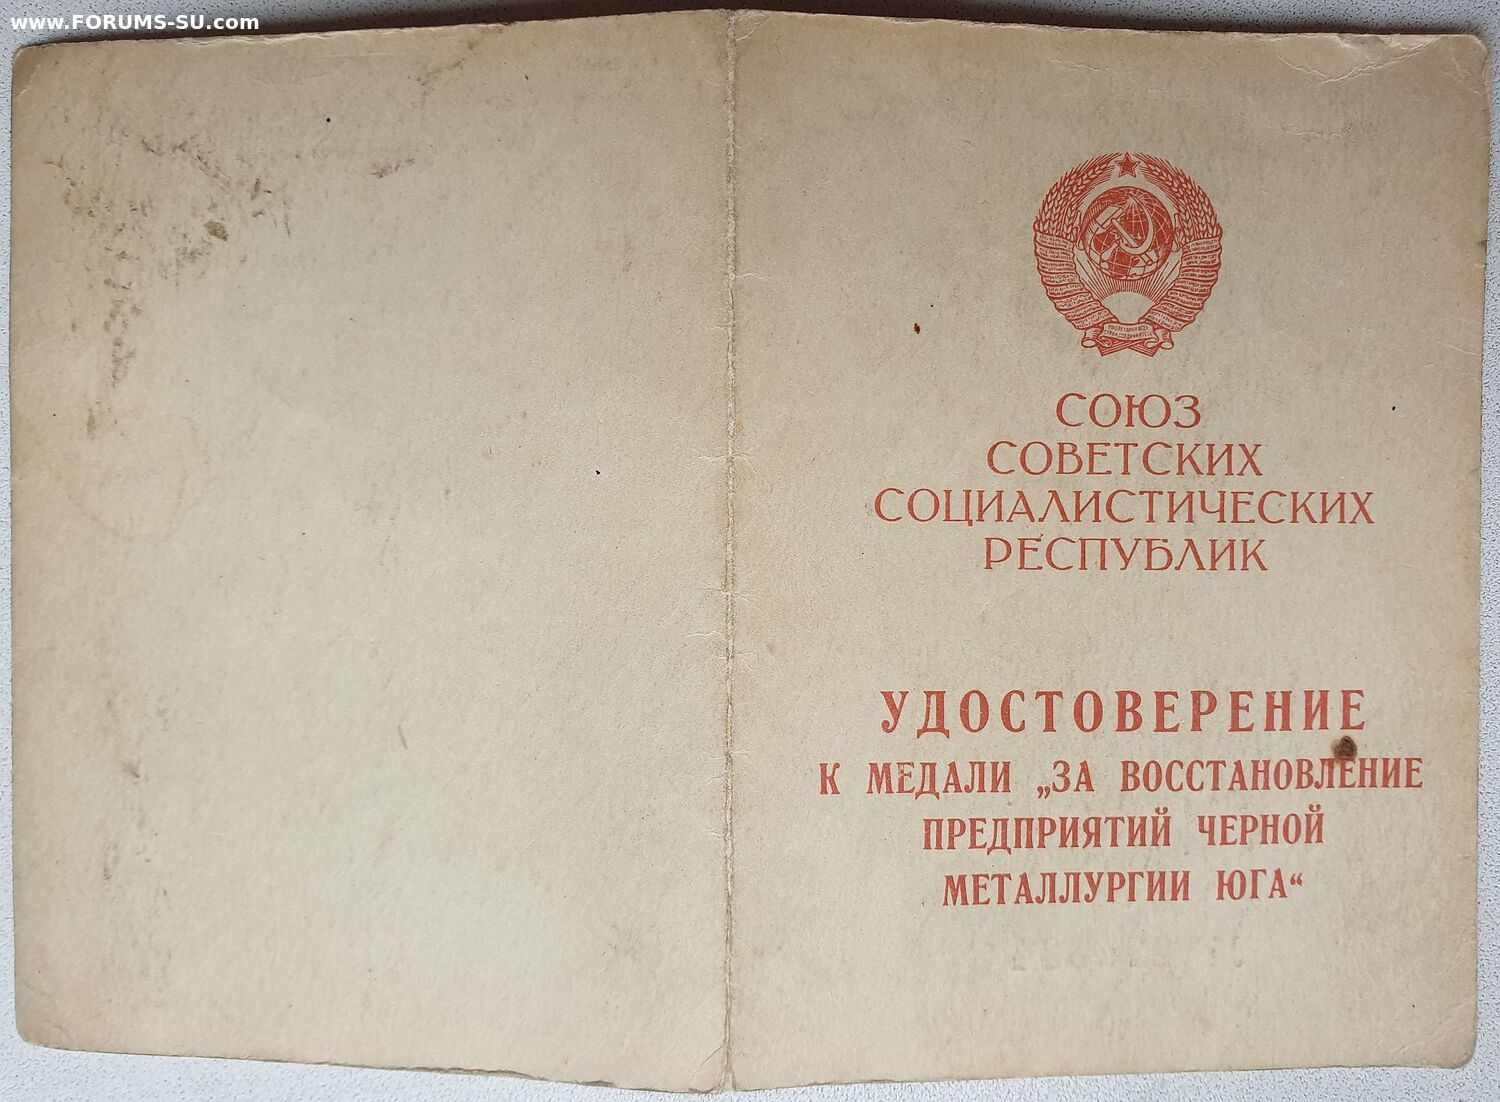 www.FORUMS-SU.com
СОЮЗ
СОВЕТСКИХ
СОЦИАЛИСТИЧЕСКИХ
РЕСПУБЛИК
УДОСТОВЕРЕНИЕ
К МЕДАЛИ „ЗА ВОССТАНОВЛЕНИЕ
ПРЕДПРИЯТИЙ ЧЕРНОЙ
МЕТАЛЛУРГИИ ЮГА“